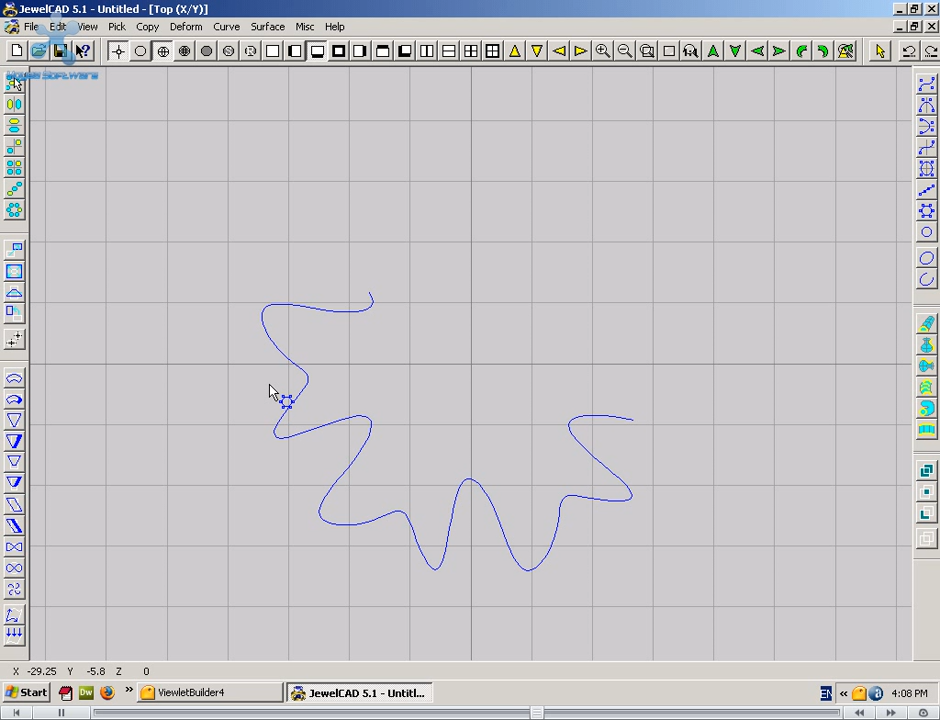 JewelCAD 5.1 - Untitled - [Top (X/Y)]
File Edit View Pick Copy Deform Curve Surface Misc Help
X -29.25 Y -5.8 Z 0
Start Dw » ViewletBuilder4 JewelCAD 5.1 - Untitl... EN « a 4:08 PM